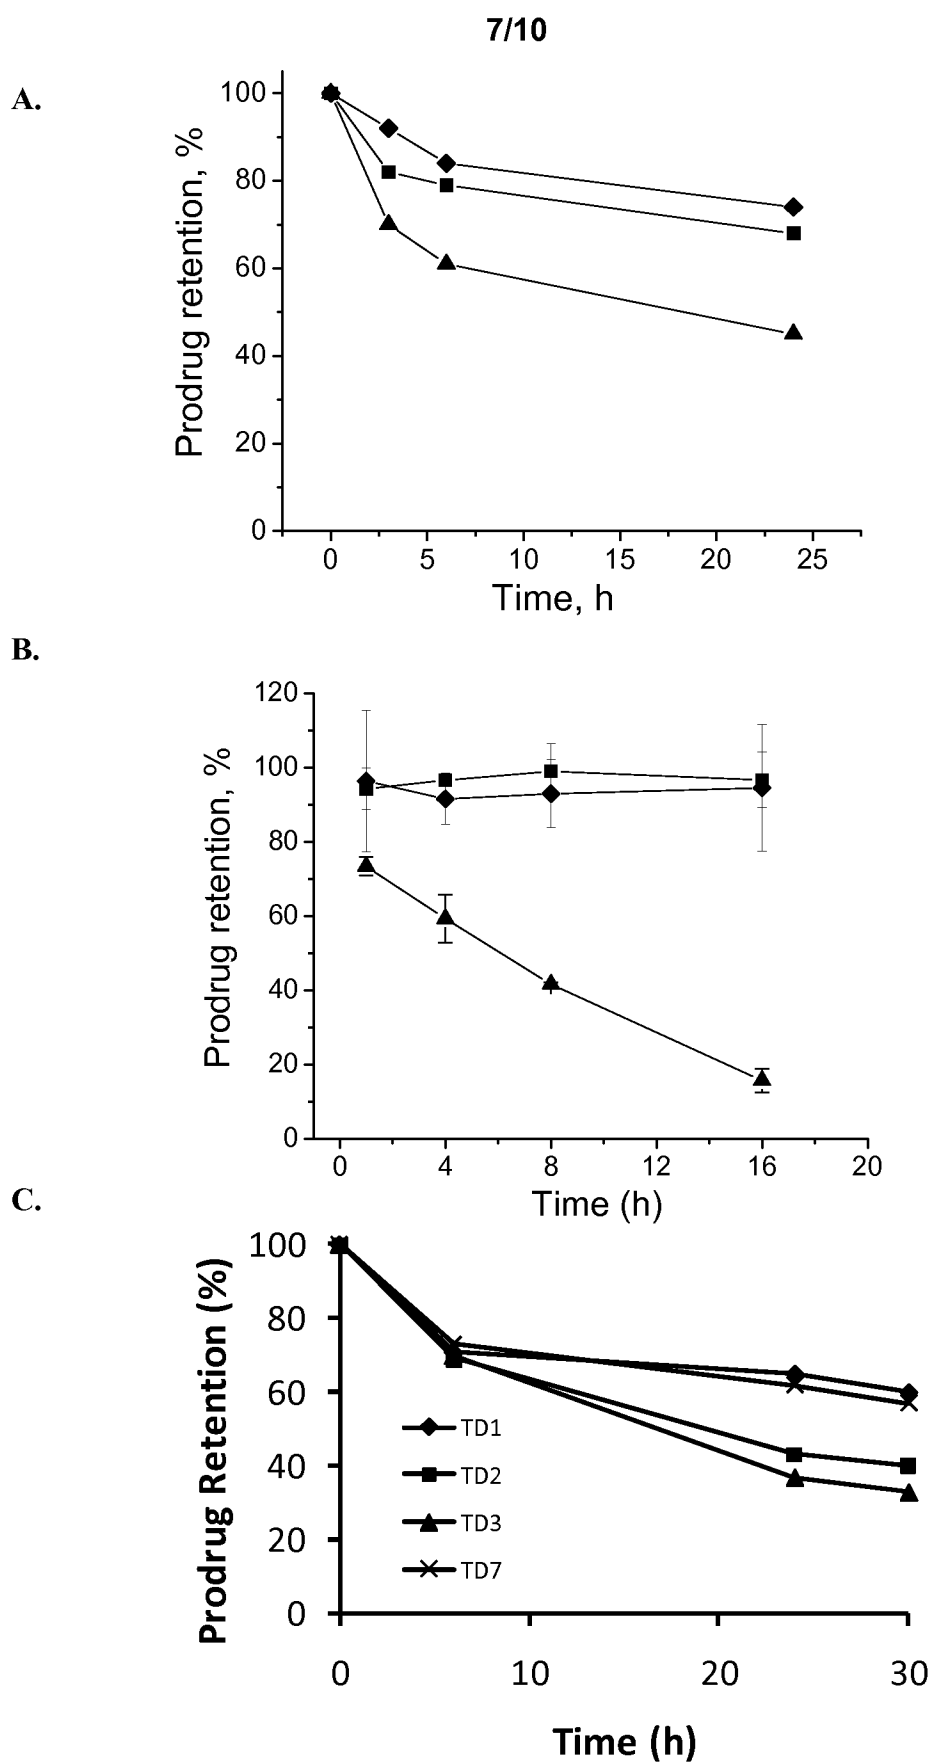 7/10
A.
Prodrug retention, %
100
80
60
40
20
0
0 5 10 15 20 25
Time, h
B.
Prodrug retention, %
120
100
80
60
40
20
0
0 4 8 12 16 20
Time (h)
C.
Prodrug Retention (%)
100
80
60
40
20
0
TD1
TD2
TD3
TD7
0 10 20 30
Time (h)